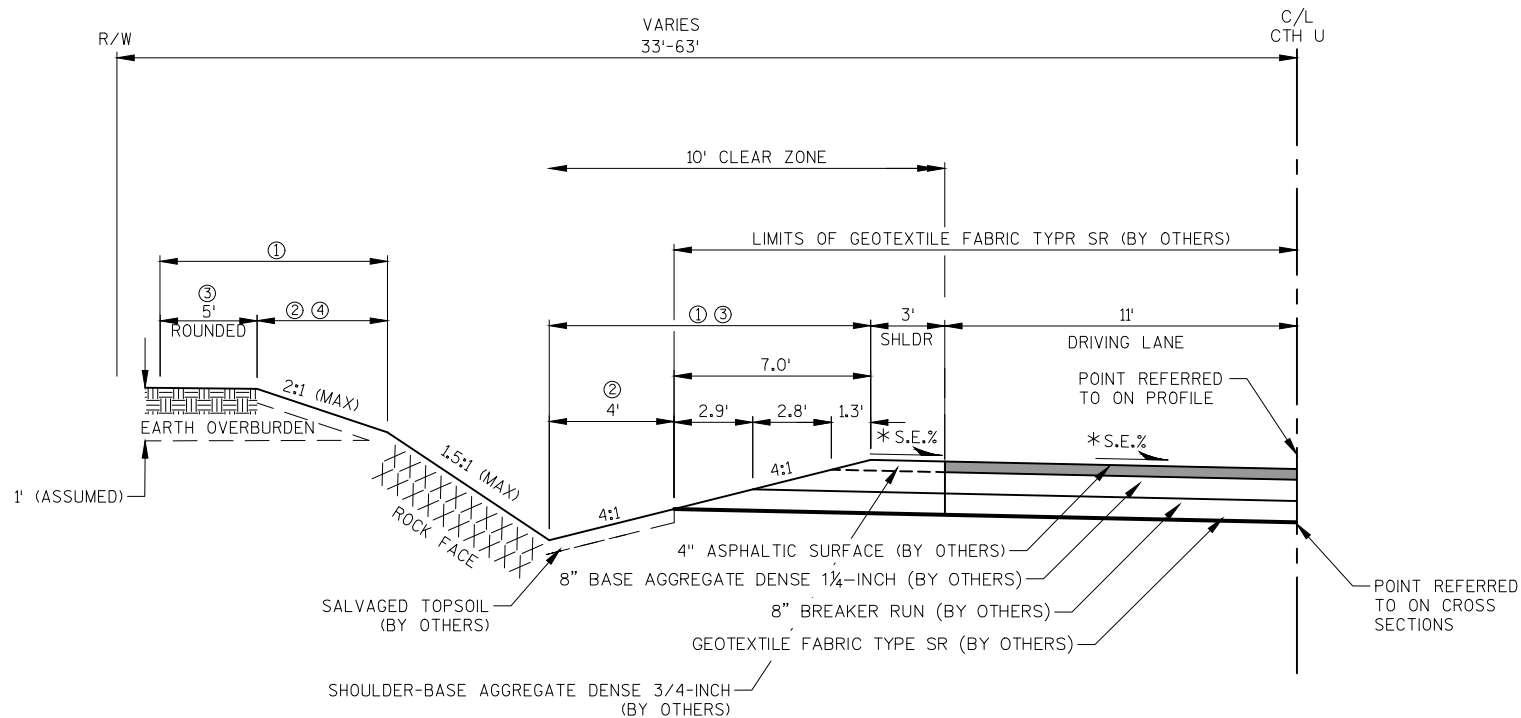 R/W
VARIES
33'-63'
C/L
CTH U
10' CLEAR ZONE
LIMITS OF GEOTEXTILE FABRIC TYPR SR (BY OTHERS)
①
③
5'
ROUNDED
② ④
① ③
3'
SHLDR
11'
DRIVING LANE
7.0'
②
4'
2.9'
2.8'
1.3'
POINT REFERRED
TO ON PROFILE
2:1 (MAX)
EARTH OVERBURDEN
* S.E.%
* S.E.%
1' (ASSUMED)
1.5:1 (MAX)
ROCK FACE
4:1
4:1
4" ASPHALTIC SURFACE (BY OTHERS)
8" BASE AGGREGATE DENSE 1¼-INCH (BY OTHERS)
8" BREAKER RUN (BY OTHERS)
GEOTEXTILE FABRIC TYPE SR (BY OTHERS)
POINT REFERRED
TO ON CROSS
SECTIONS
SALVAGED TOPSOIL
(BY OTHERS)
SHOULDER-BASE AGGREGATE DENSE 3/4-INCH
(BY OTHERS)